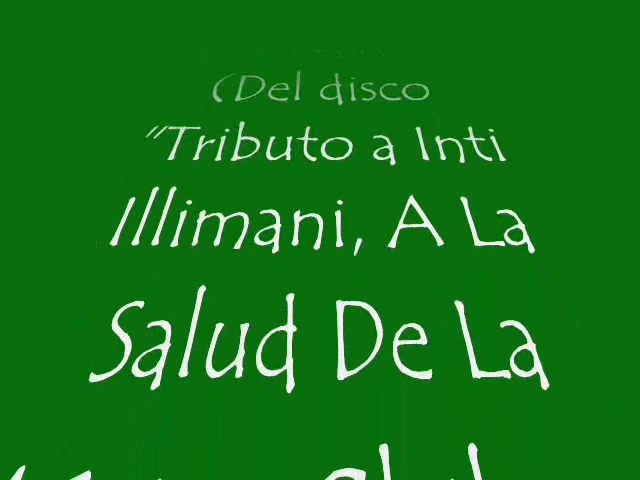 (Del disco
"Tributo a Inti
Illimani, A La
Salud De La